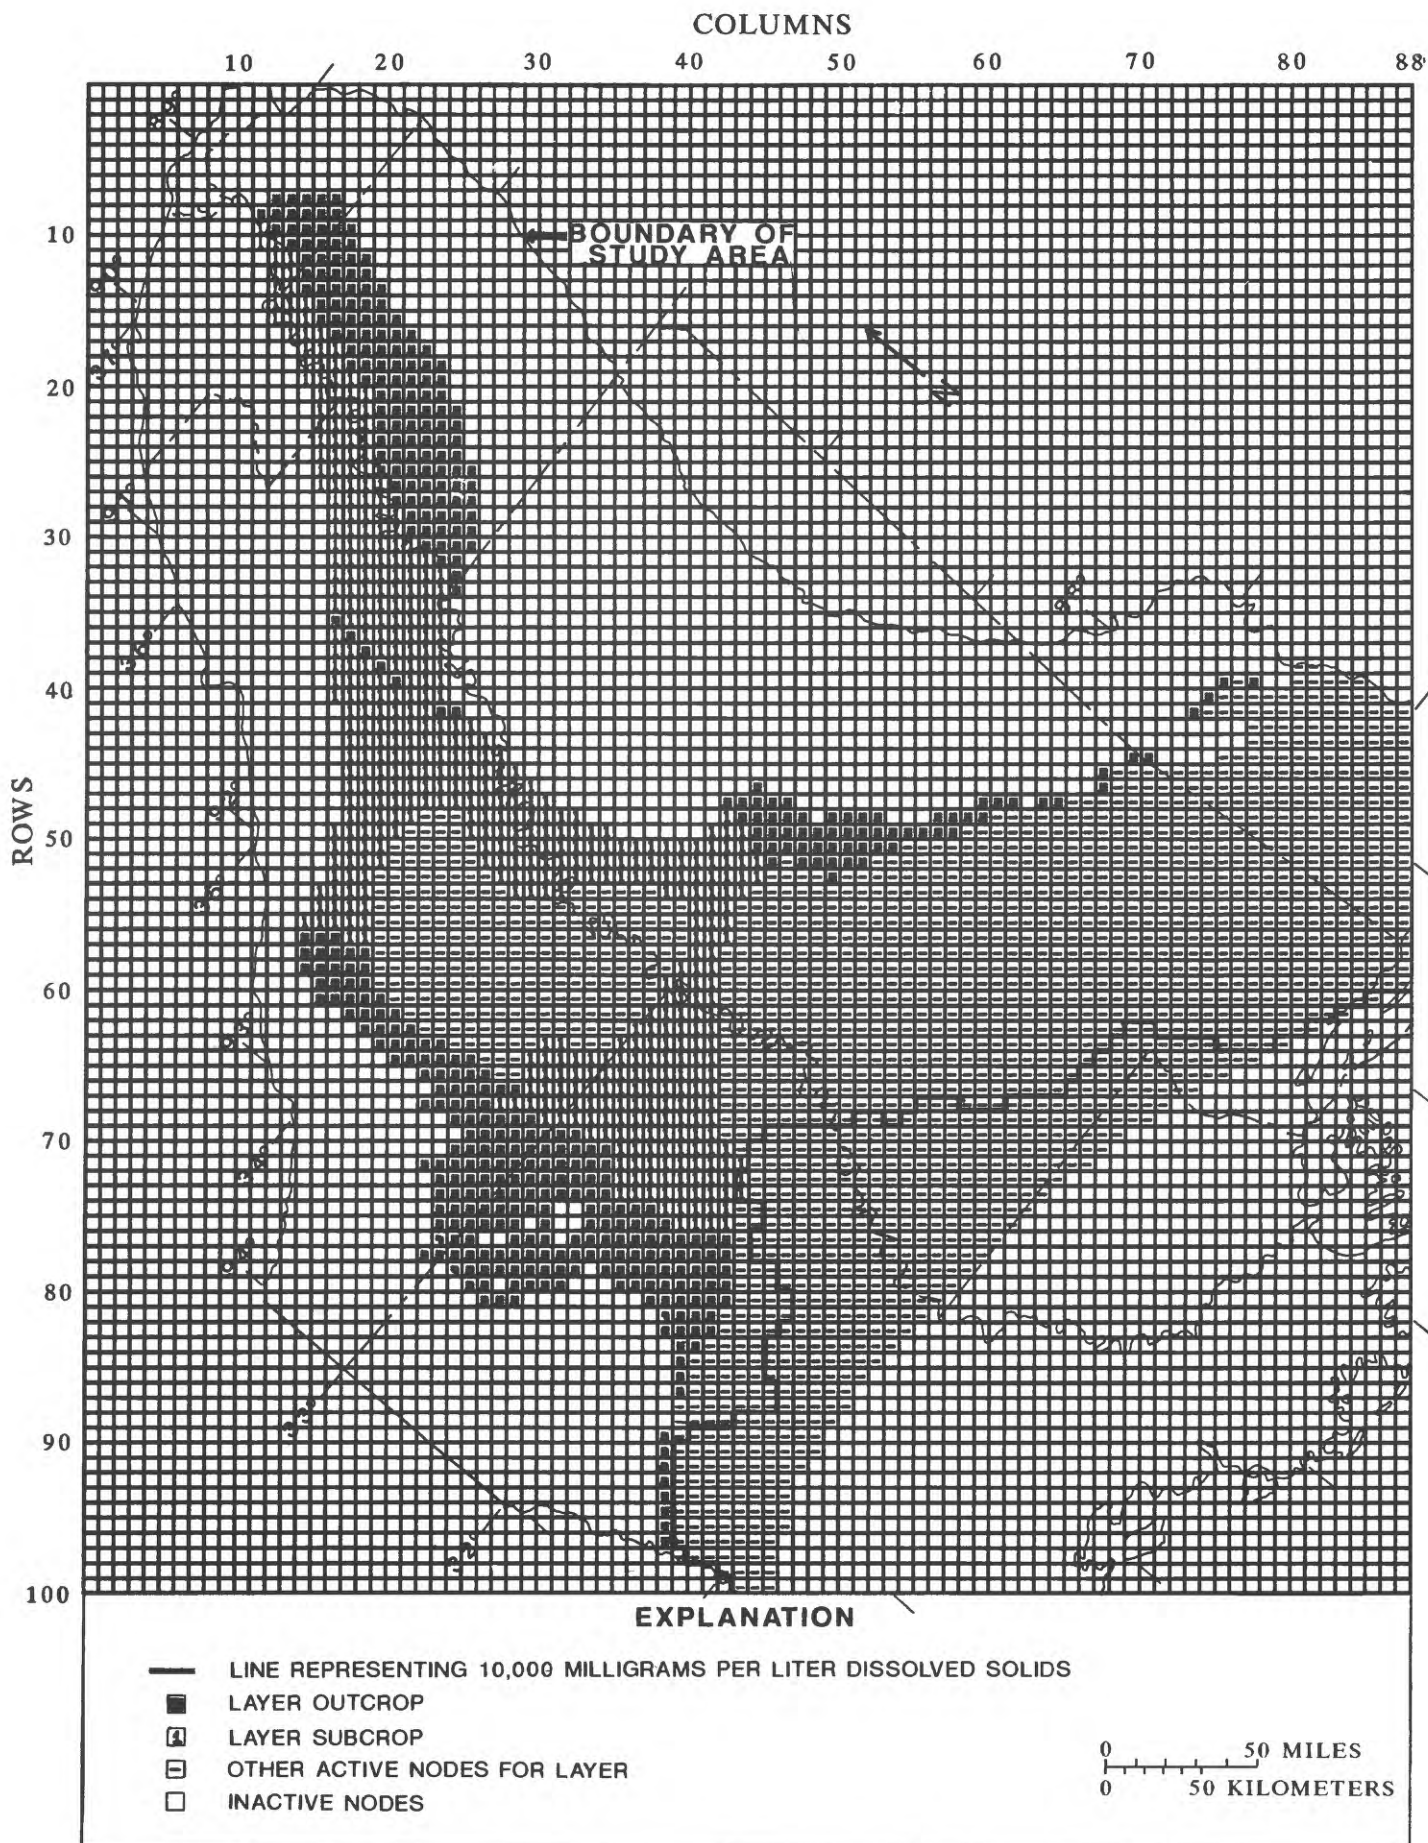 COLUMNS
10 20 30 40 50 60 70 80 88
BOUNDARY OF
STUDY AREA
N
ROWS
10
20
30
40
50
60
70
80
90
100
EXPLANATION
LINE REPRESENTING 10,000 MILLIGRAMS PER LITER DISSOLVED SOLIDS
LAYER OUTCROP
1 LAYER SUBCROP
OTHER ACTIVE NODES FOR LAYER
INACTIVE NODES
0 50 MILES
0 50 KILOMETERS